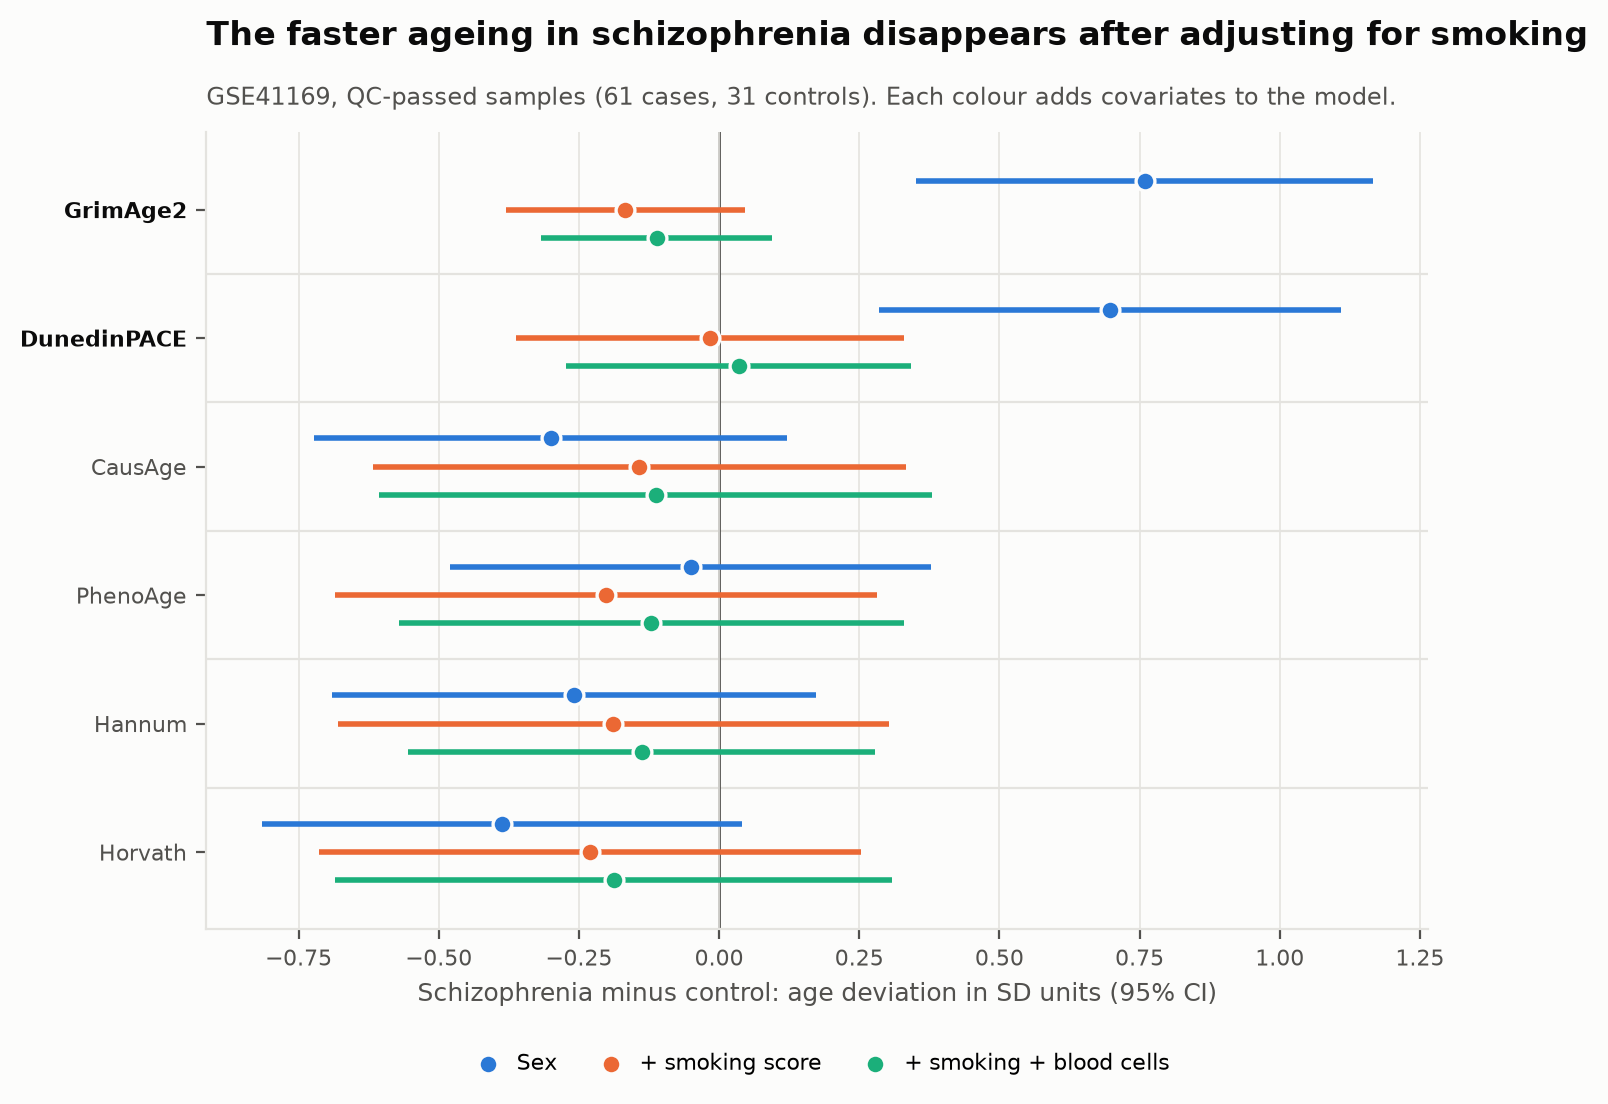 The faster ageing in schizophrenia disappears after adjusting for smoking
GSE41169, QC-passed samples (61 cases, 31 controls). Each colour adds covariates to the model.
GrimAge2
DunedinPACE
CausAge
PhenoAge
Hannum
Horvath
−0.75 −0.50 −0.25 0.00 0.25 0.50 0.75 1.00 1.25
Schizophrenia minus control: age deviation in SD units (95% CI)
Sex + smoking score + smoking + blood cells